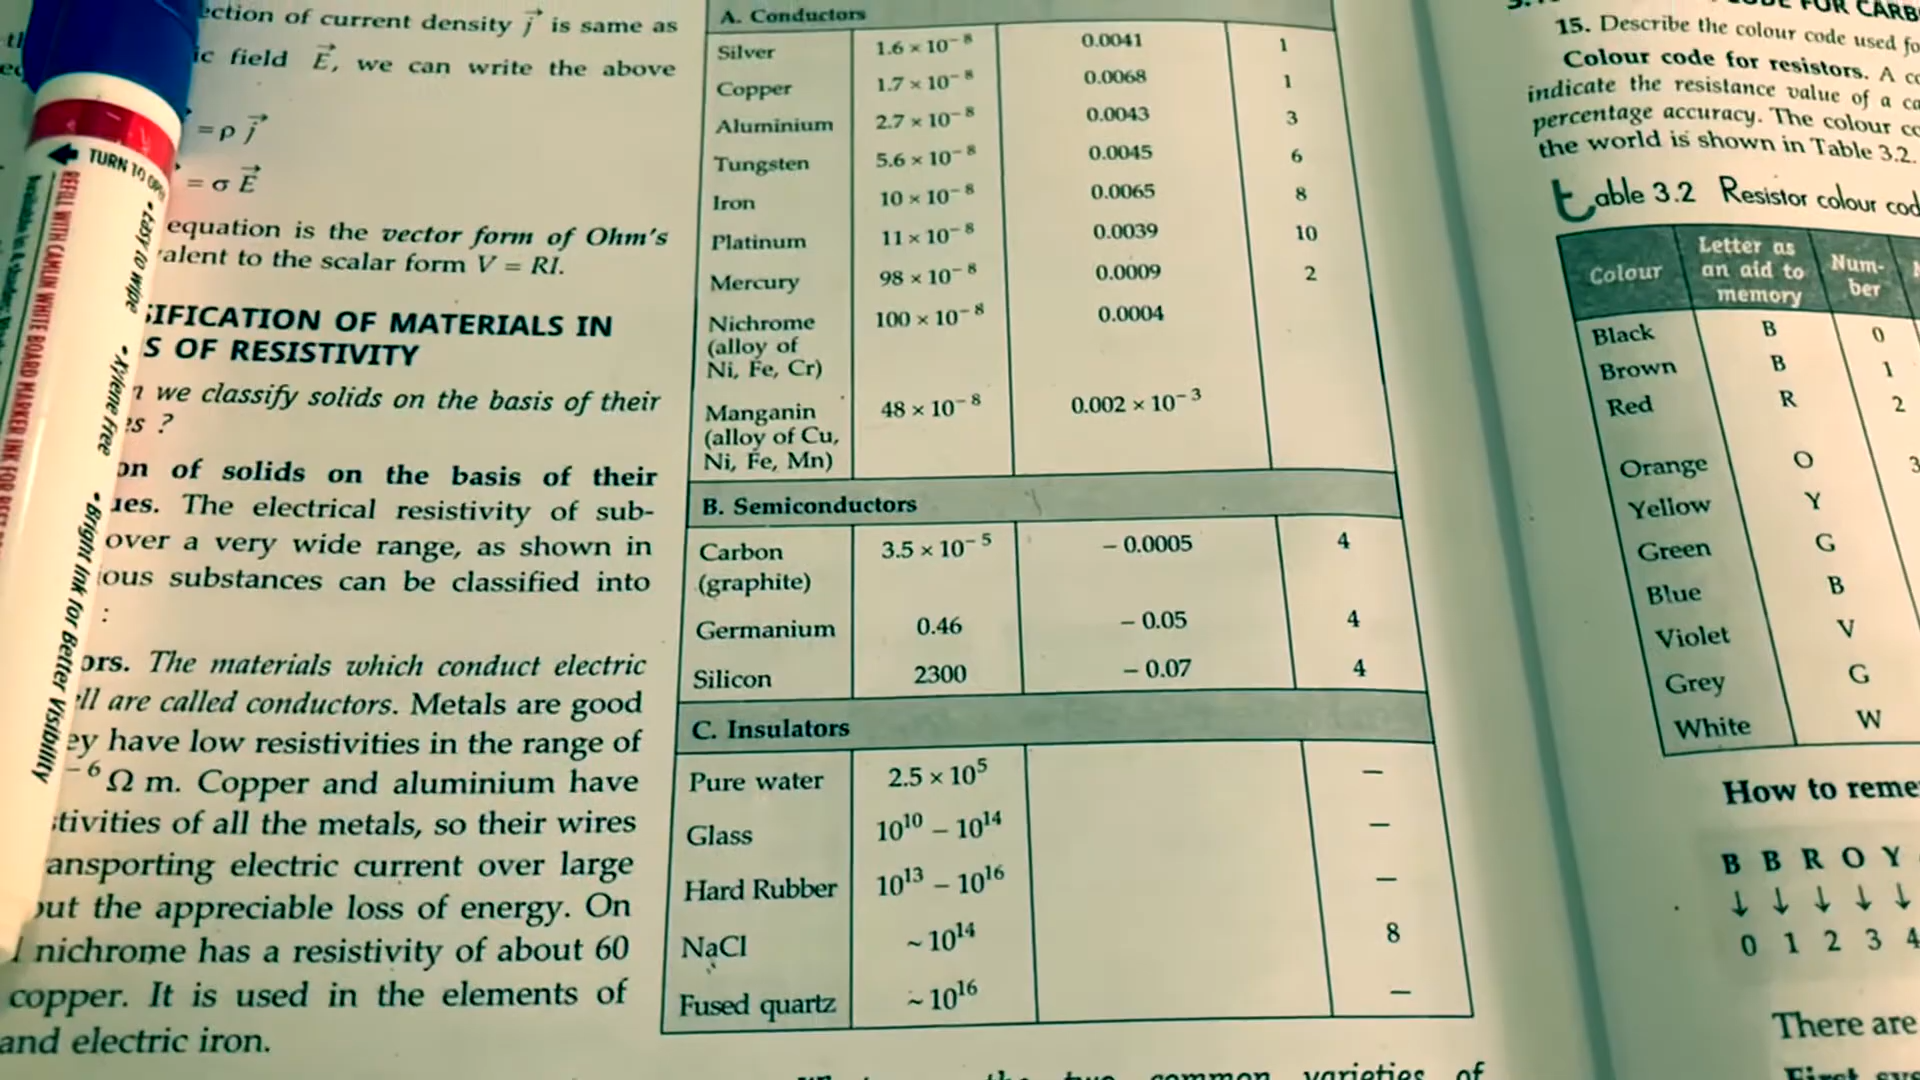 ection of current density j⃗ is same as
ic field E⃗, we can write the above
= ρ j⃗
= σ E⃗
equation is the vector form of Ohm's
alent to the scalar form V = RI.
SIFICATION OF MATERIALS IN
S OF RESISTIVITY
we classify solids on the basis of their
es ?
on of solids on the basis of their
ues. The electrical resistivity of sub-
over a very wide range, as shown in
ious substances can be classified into
:
ors. The materials which conduct electric
ell are called conductors. Metals are good
ey have low resistivities in the range of
⁻⁶ Ω m. Copper and aluminium have
tivities of all the metals, so their wires
ansporting electric current over large
out the appreciable loss of energy. On
nichrome has a resistivity of about 60
copper. It is used in the elements of
and electric iron.
TURN TO OPEN
REFILL WITH CAMLIN WHITE BOARD MARKER INK FOR BEST
• Easy to wipe • Xylene Free • Bright Ink for Better Visibility
A. Conductors
Silver 1.6 × 10⁻⁸ 0.0041 1
Copper 1.7 × 10⁻⁸ 0.0068 1
Aluminium 2.7 × 10⁻⁸ 0.0043 3
Tungsten 5.6 × 10⁻⁸ 0.0045 6
Iron 10 × 10⁻⁸ 0.0065 8
Platinum 11 × 10⁻⁸ 0.0039 10
Mercury 98 × 10⁻⁸ 0.0009 2
Nichrome 100 × 10⁻⁸ 0.0004
(alloy of
Ni, Fe, Cr)
Manganin 48 × 10⁻⁸ 0.002 × 10⁻³
(alloy of Cu,
Ni, Fe, Mn)
B. Semiconductors
Carbon 3.5 × 10⁻⁵ – 0.0005 4
(graphite)
Germanium 0.46 – 0.05 4
Silicon 2300 – 0.07 4
C. Insulators
Pure water 2.5 × 10⁵ —
Glass 10¹⁰ – 10¹⁴ —
Hard Rubber 10¹³ – 10¹⁶ —
NaCl ~ 10¹⁴ 8
Fused quartz ~ 10¹⁶ —
the two common varieties of
FOR CARB
15. Describe the colour code used fo
Colour code for resistors. A co
indicate the resistance value of a ca
percentage accuracy. The colour co
the world is shown in Table 3.2.
table 3.2 Resistor colour cod
Colour Letter as an aid to memory Num-ber
Black B 0
Brown B 1
Red R 2
Orange O 3
Yellow Y
Green G
Blue B
Violet V
Grey G
White W
How to reme
B B R O Y
↓ ↓ ↓ ↓ ↓
0 1 2 3 4
There are
First sys